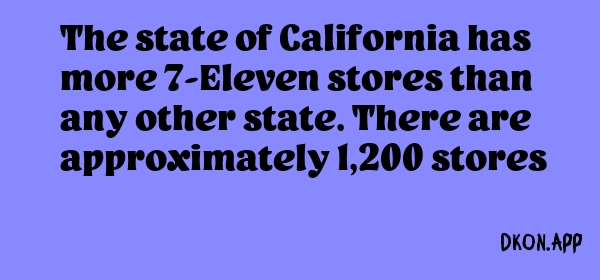 The state of California has
more 7-Eleven stores than
any other state. There are
approximately 1,200 stores
DKON.APP